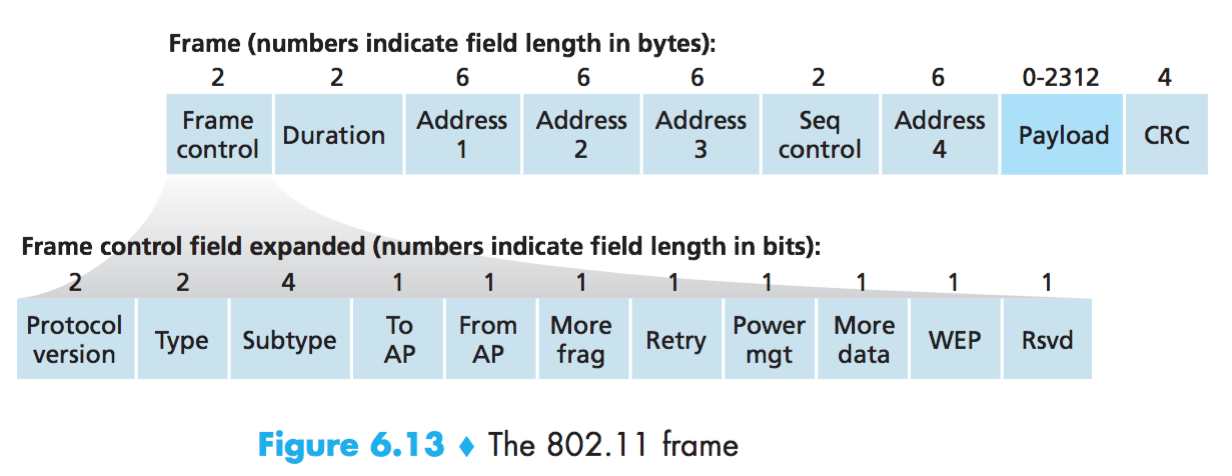 Frame (numbers indicate field length in bytes):
2 2 6 6 6 2 6 0-2312 4
Frame control
Duration
Address 1
Address 2
Address 3
Seq control
Address 4
Payload
CRC
Frame control field expanded (numbers indicate field length in bits):
2 2 4 1 1 1 1 1 1 1 1
Protocol version
Type
Subtype
To AP
From AP
More frag
Retry
Power mgt
More data
WEP
Rsvd
Figure 6.13 ♦ The 802.11 frame